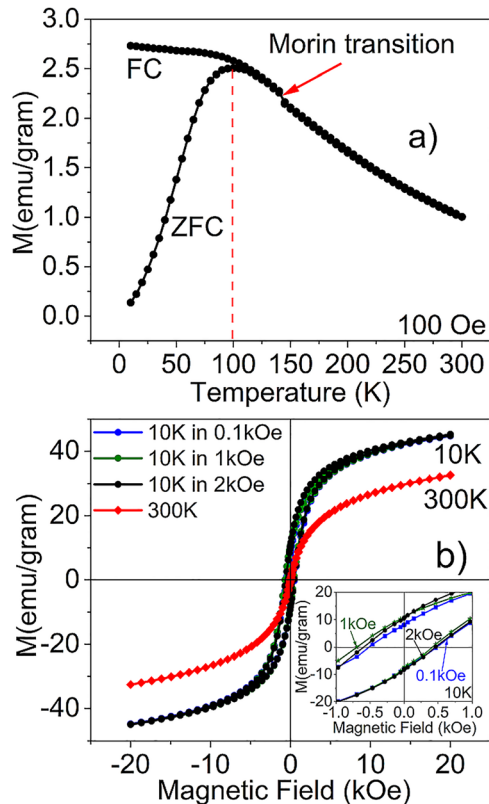 3.0
2.5
2.0
1.5
1.0
0.5
0.0
M(emu/gram)
FC
ZFC
Morin transition
a)
100 Oe
0 50 100 150 200 250 300
Temperature (K)
40
20
0
-20
-40
M(emu/gram)
10K in 0.1kOe
10K in 1kOe
10K in 2kOe
300K
10K
300K
b)
20
10
0
-10
-20
M(emu/gram)
1kOe
2kOe
0.1kOe
10K
-1.0 -0.5 0.0 0.5 1.0
Magnetic Field (kOe)
-20 -10 0 10 20
Magnetic Field (kOe)